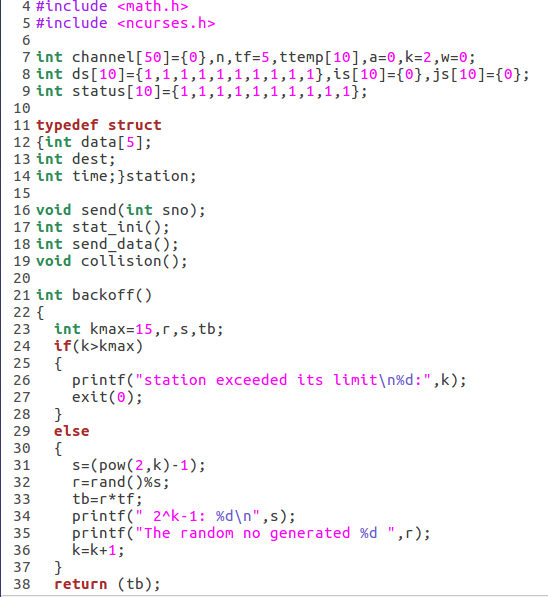 4 #include <math.h>
5 #include <ncurses.h>
6
7 int channel[50]={0},n,tf=5,ttemp[10],a=0,k=2,w=0;
8 int ds[10]={1,1,1,1,1,1,1,1,1,1},is[10]={0},js[10]={0};
9 int status[10]={1,1,1,1,1,1,1,1,1,1};
10
11 typedef struct
12 {int data[5];
13 int dest;
14 int time;}station;
15
16 void send(int sno);
17 int stat_ini();
18 int send_data();
19 void collision();
20
21 int backoff()
22 {
23   int kmax=15,r,s,tb;
24   if(k>kmax)
25   {
26     printf("station exceeded its limit\n%d:",k);
27     exit(0);
28   }
29   else
30   {
31     s=(pow(2,k)-1);
32     r=rand()%s;
33     tb=r*tf;
34     printf(" 2^k-1: %d\n",s);
35     printf("The random no generated %d ",r);
36     k=k+1;
37   }
38   return (tb);